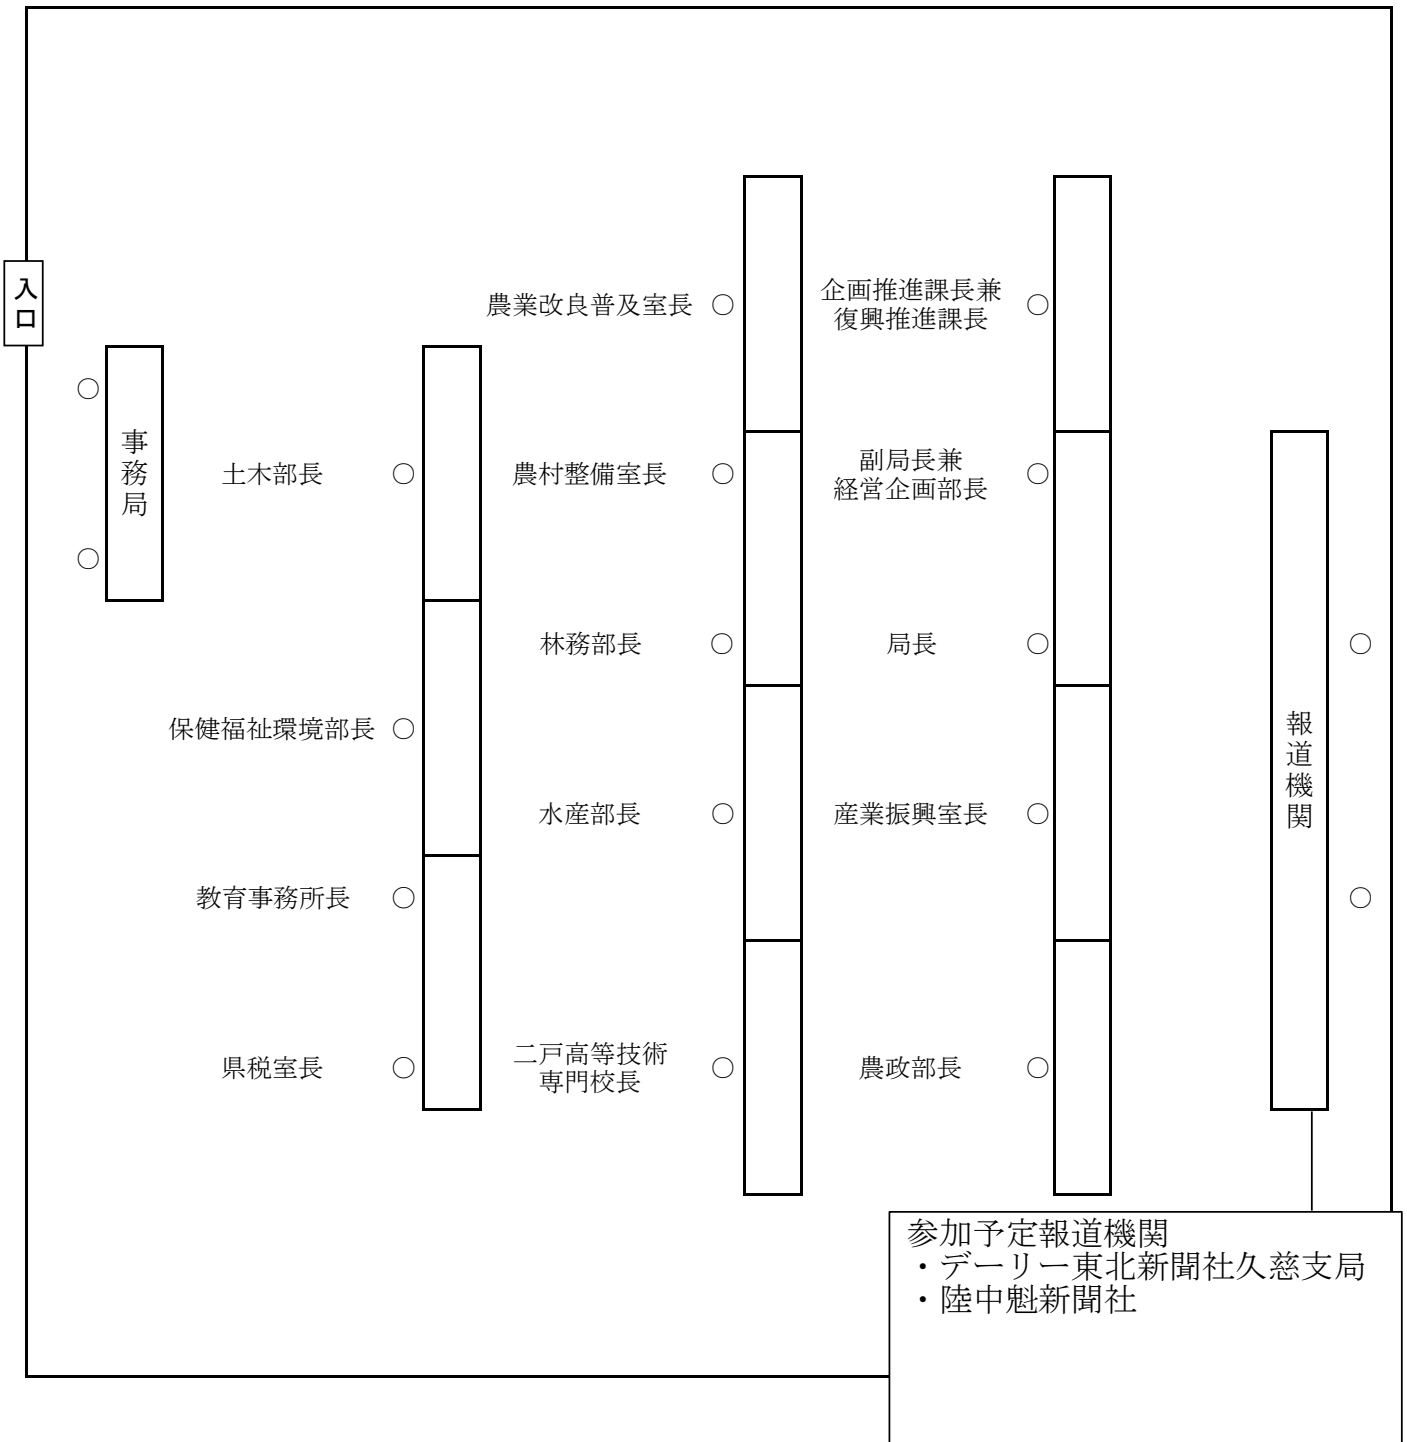 入口
事務局
土木部長 ○
保健福祉環境部長 ○
教育事務所長 ○
県税室長 ○
農業改良普及室長 ○
農村整備室長 ○
林務部長 ○
水産部長 ○
二戸高等技術
専門校長 ○
企画推進課長兼
復興推進課長 ○
副局長兼
経営企画部長 ○
局長 ○
産業振興室長 ○
農政部長 ○
報道機関
参加予定報道機関
・デーリー東北新聞社久慈支局
・陸中魁新聞社